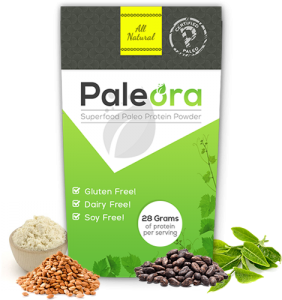 All
Natural
CERTIFIED
PALEO
Paleora
Superfood Paleo Protein Powder
Gluten Free!
Dairy Free!
Soy Free!
28 Grams
of protein
per serving